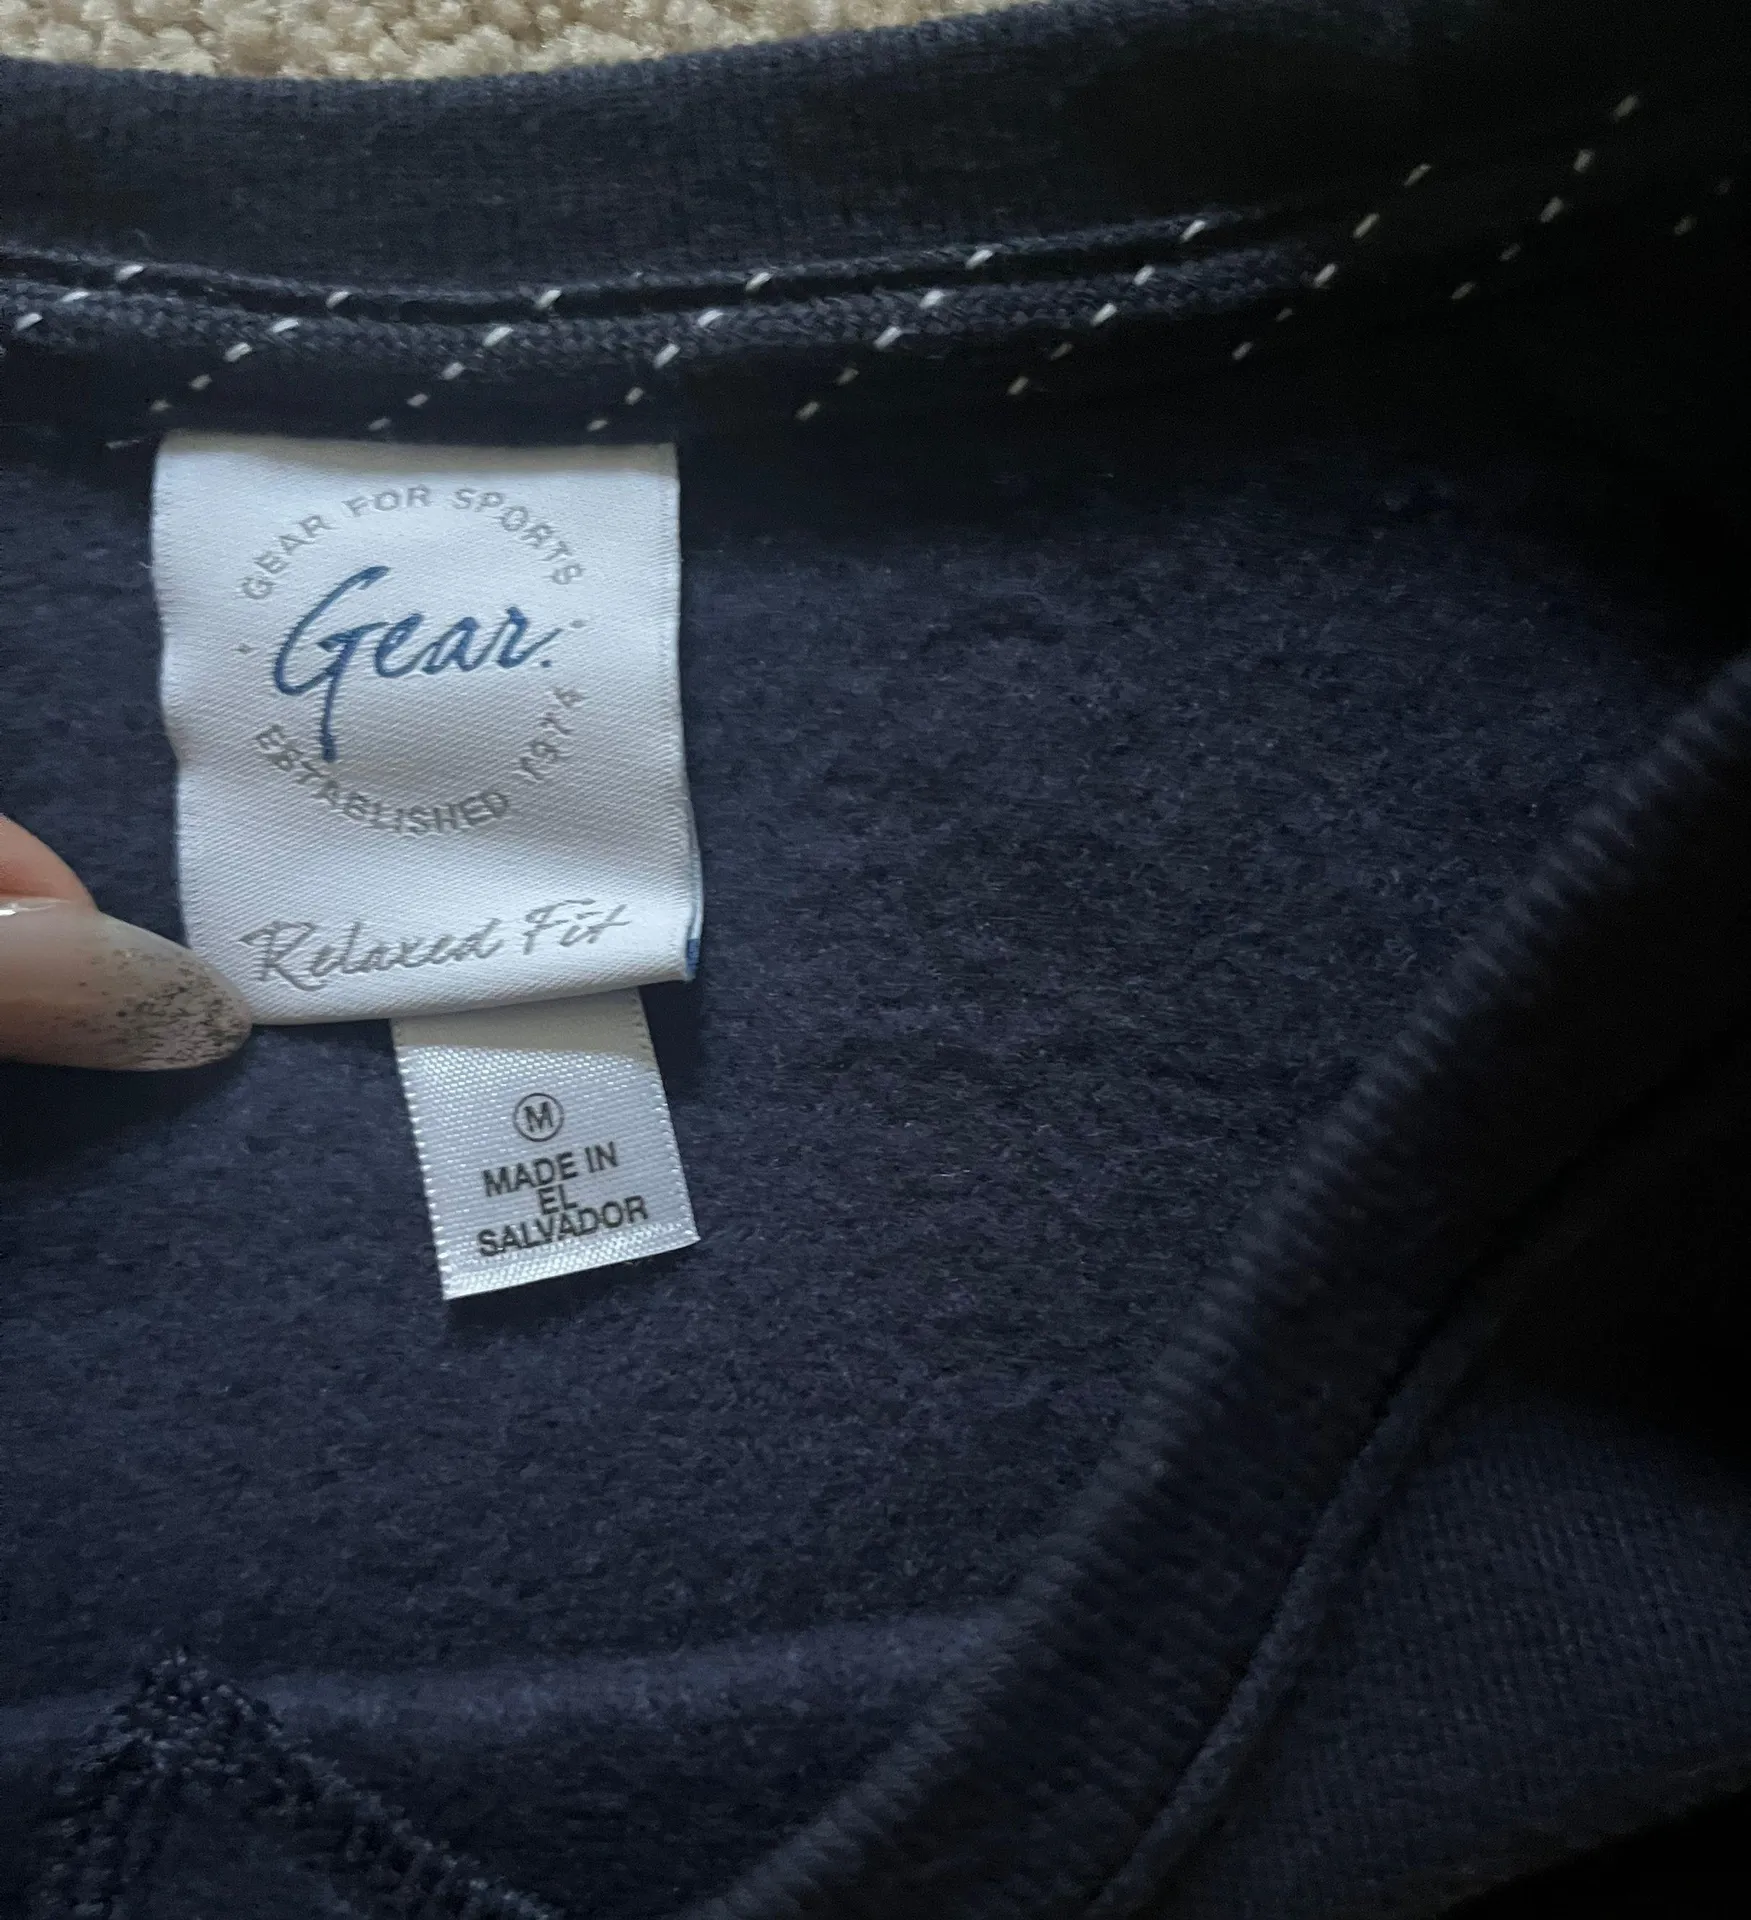 GEAR FOR SPORTS
Gear.
ESTABLISHED 1974
Relaxed Fit
M
MADE IN
EL
SALVADOR